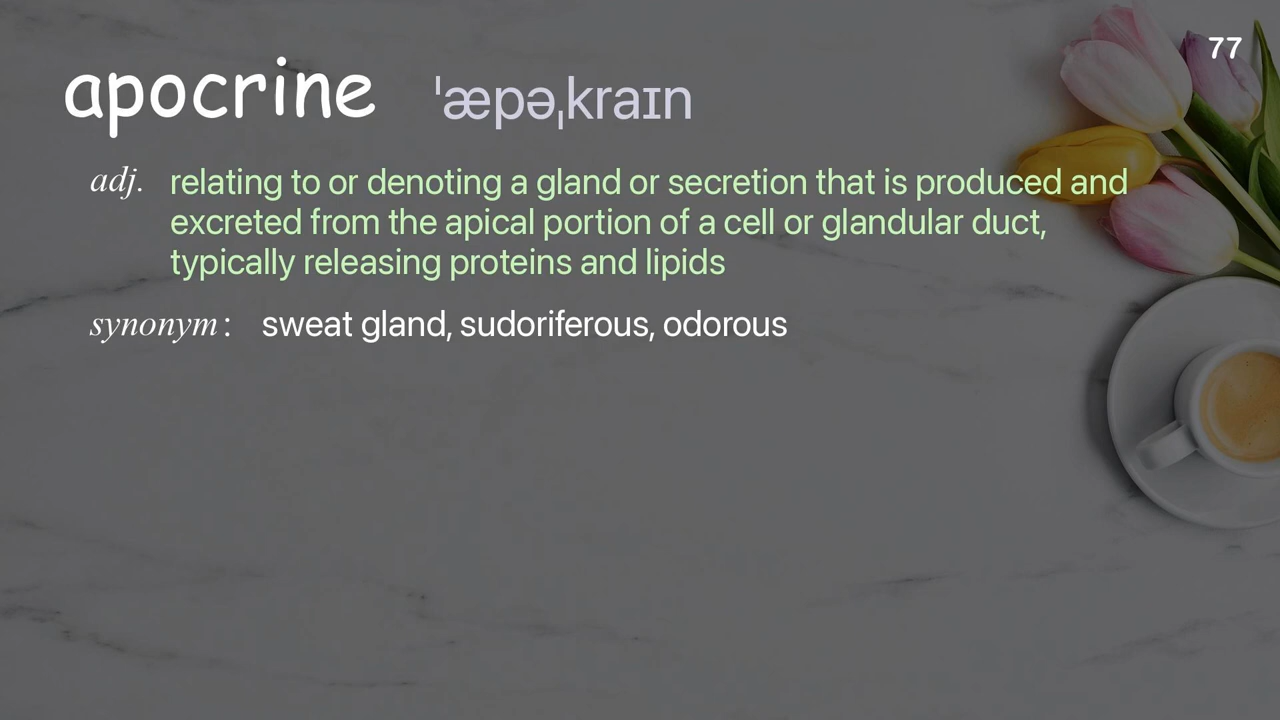 77
apocrine ˈæpəˌkraɪn
adj. relating to or denoting a gland or secretion that is produced and
excreted from the apical portion of a cell or glandular duct,
typically releasing proteins and lipids
synonym: sweat gland, sudoriferous, odorous